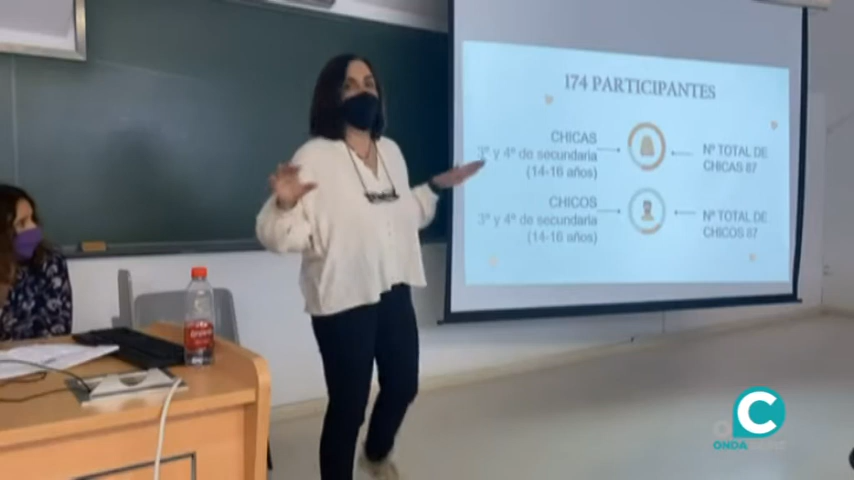 174 PARTICIPANTES
CHICAS
3º y 4º de secundaria
(14-16 años)
Nº TOTAL DE
CHICAS 87
CHICOS
3º y 4º de secundaria
(14-16 años)
Nº TOTAL DE
CHICOS 87
C
ONDA